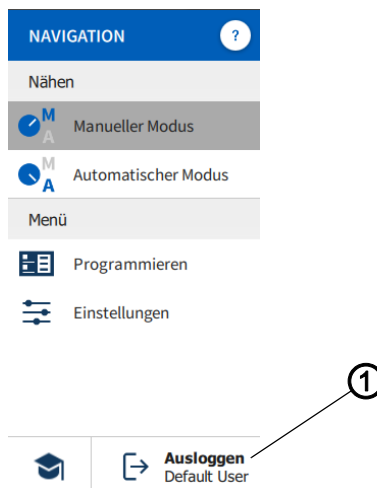 NAVIGATION ?
Nähen
M
A Manueller Modus
M
A Automatischer Modus
Menü
Programmieren
Einstellungen
1
Ausloggen
Default User